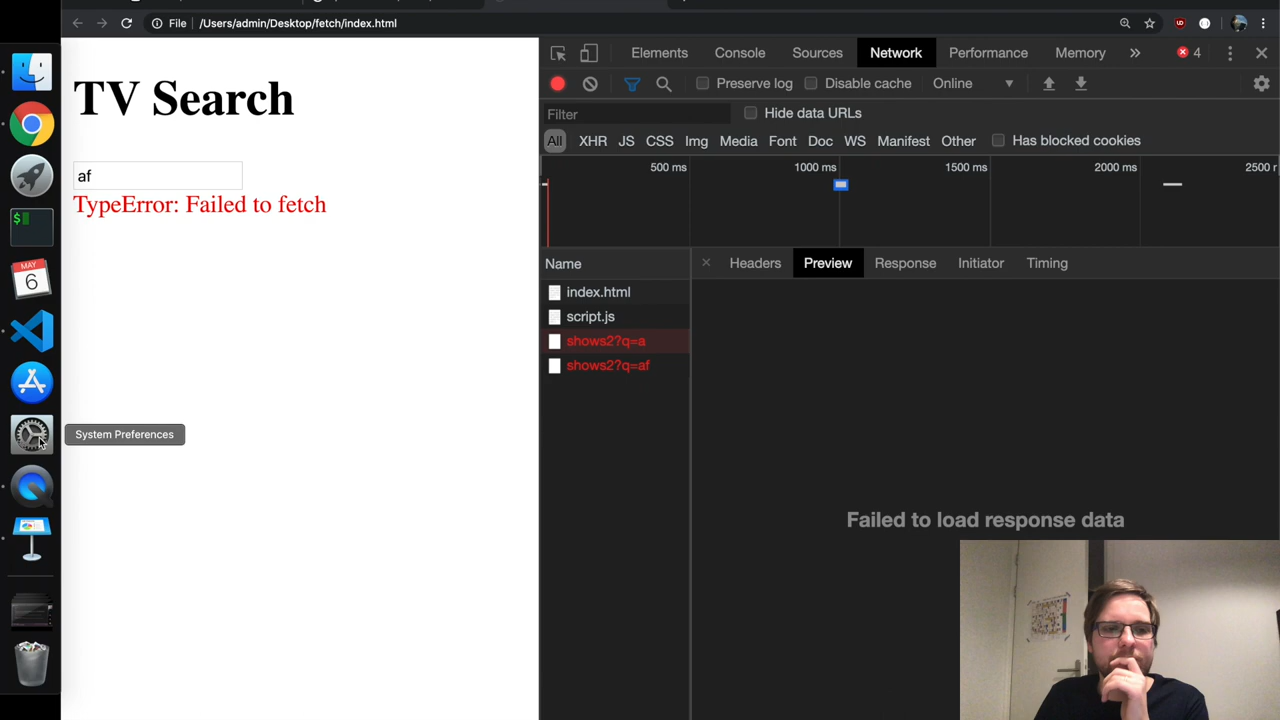 File
/Users/admin/Desktop/fetch/index.html
TV Search
af
TypeError: Failed to fetch
$
MAY
6
System Preferences
Elements Console Sources Network Performance Memory » 4
Preserve log Disable cache Online
Filter Hide data URLs
All XHR JS CSS Img Media Font Doc WS Manifest Other Has blocked cookies
500 ms 1000 ms 1500 ms 2000 ms 2500
Name
Headers Preview Response Initiator Timing
index.html
script.js
shows2?q=a
shows2?q=af
Failed to load response data